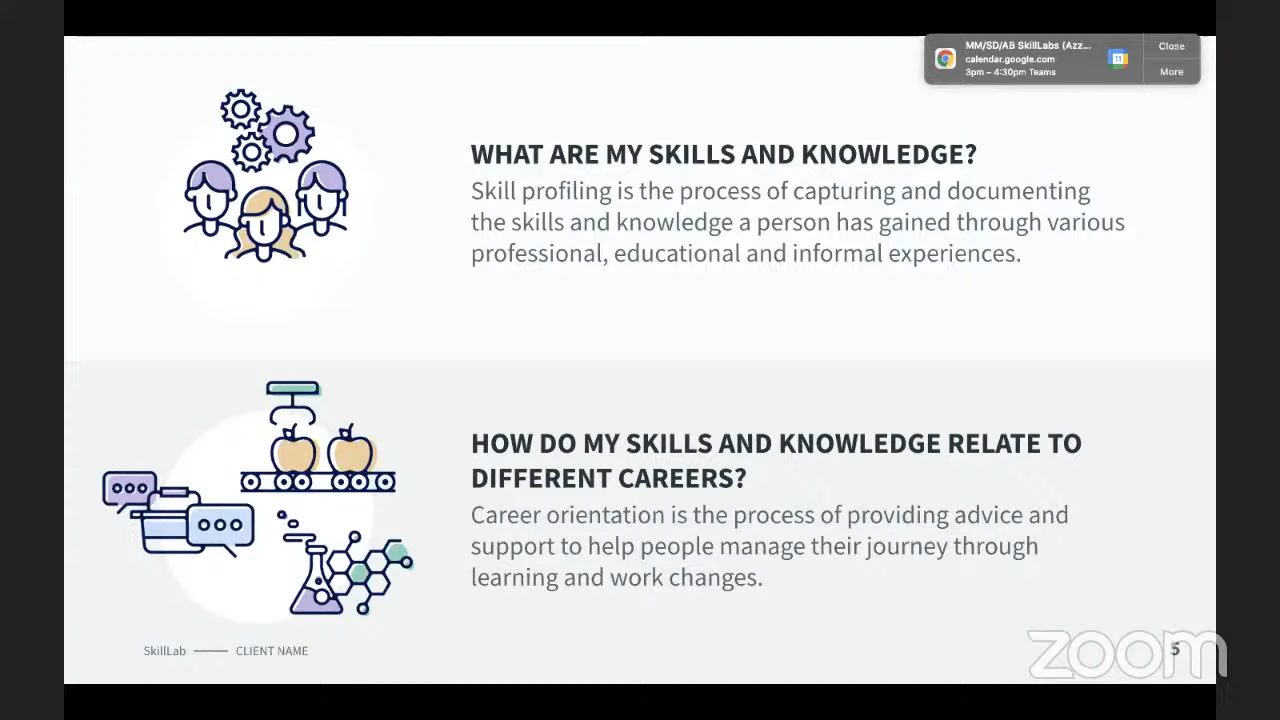 MM/SD/AB SkillLabs (Azz...
calendar.google.com
3pm – 4:30pm Teams
Close
More
WHAT ARE MY SKILLS AND KNOWLEDGE?
Skill profiling is the process of capturing and documenting
the skills and knowledge a person has gained through various
professional, educational and informal experiences.
HOW DO MY SKILLS AND KNOWLEDGE RELATE TO
DIFFERENT CAREERS?
Career orientation is the process of providing advice and
support to help people manage their journey through
learning and work changes.
SkillLab —— CLIENT NAME
5
zoom